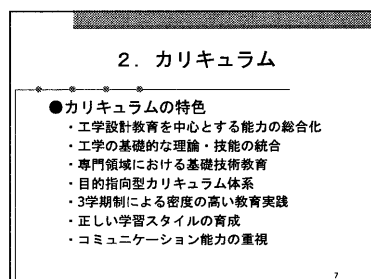 2．カリキュラム
●カリキュラムの特色
・工学設計教育を中心とする能力の総合化
・工学の基礎的な理論・技能の統合
・専門領域における基礎技術教育
・目的指向型カリキュラム体系
・3学期制による密度の高い教育実践
・正しい学習スタイルの育成
・コミュニケーション能力の重視
7